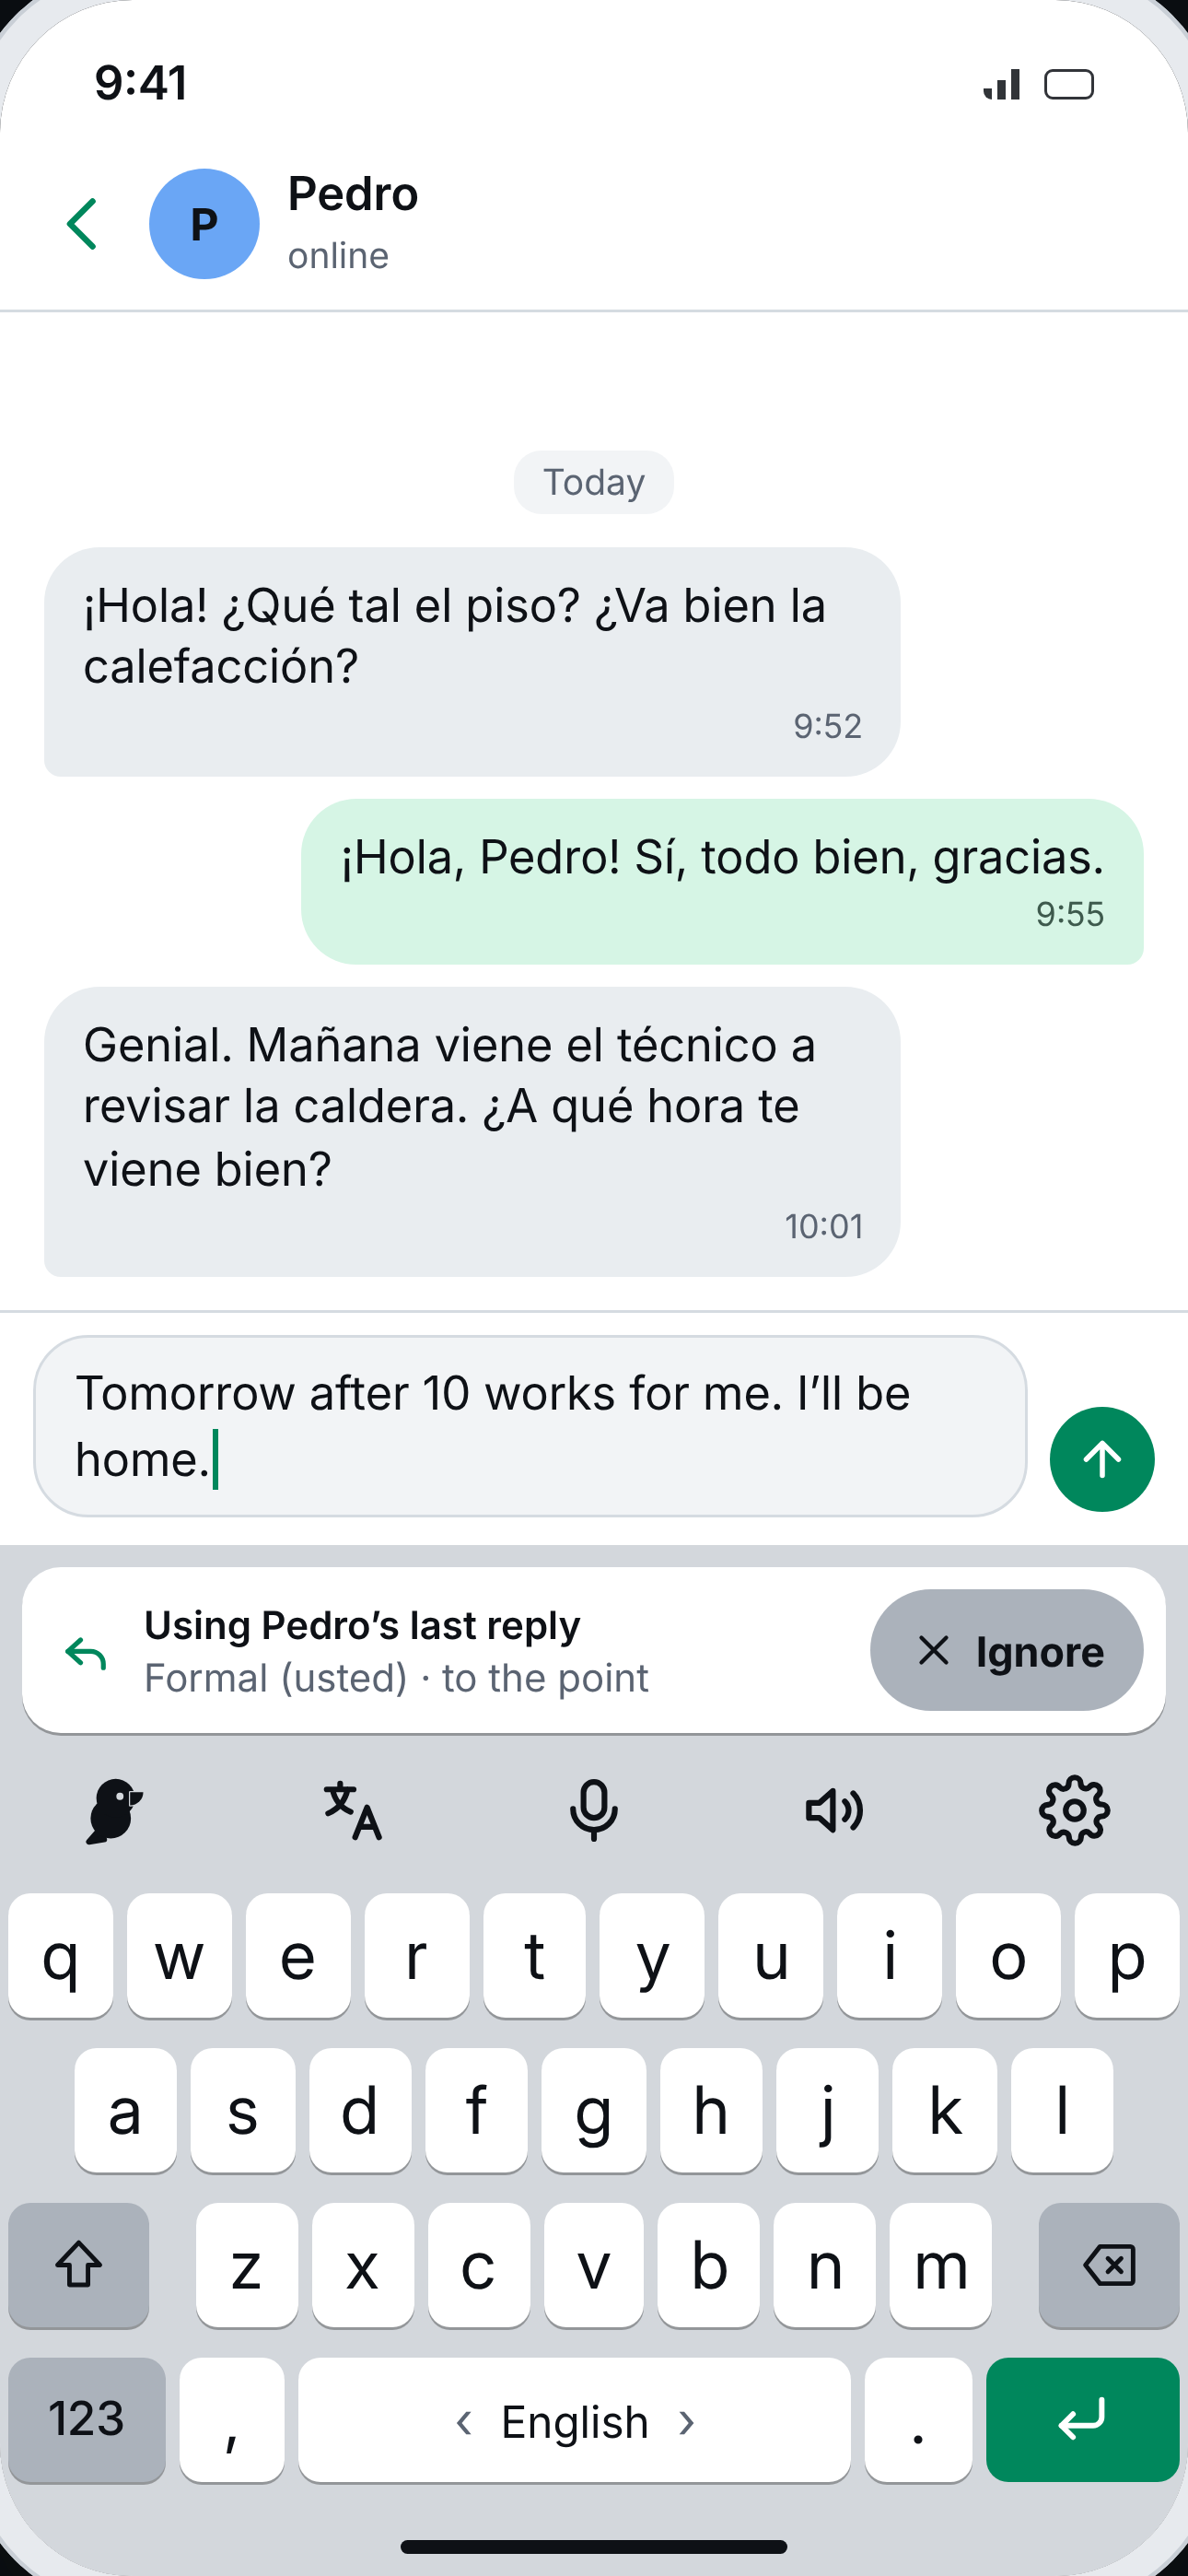 9:41
P
Pedro
online
Today
¡Hola! ¿Qué tal el piso? ¿Va bien la
calefacción?
9:52
¡Hola, Pedro! Sí, todo bien, gracias.
9:55
Genial. Mañana viene el técnico a
revisar la caldera. ¿A qué hora te
viene bien?
10:01
Tomorrow after 10 works for me. I’ll be
home.
Using Pedro’s last reply
Formal (usted) · to the point
Ignore
文A
q w e r t y u i o p
a s d f g h j k l
z x c v b n m
123 , ‹ English › .